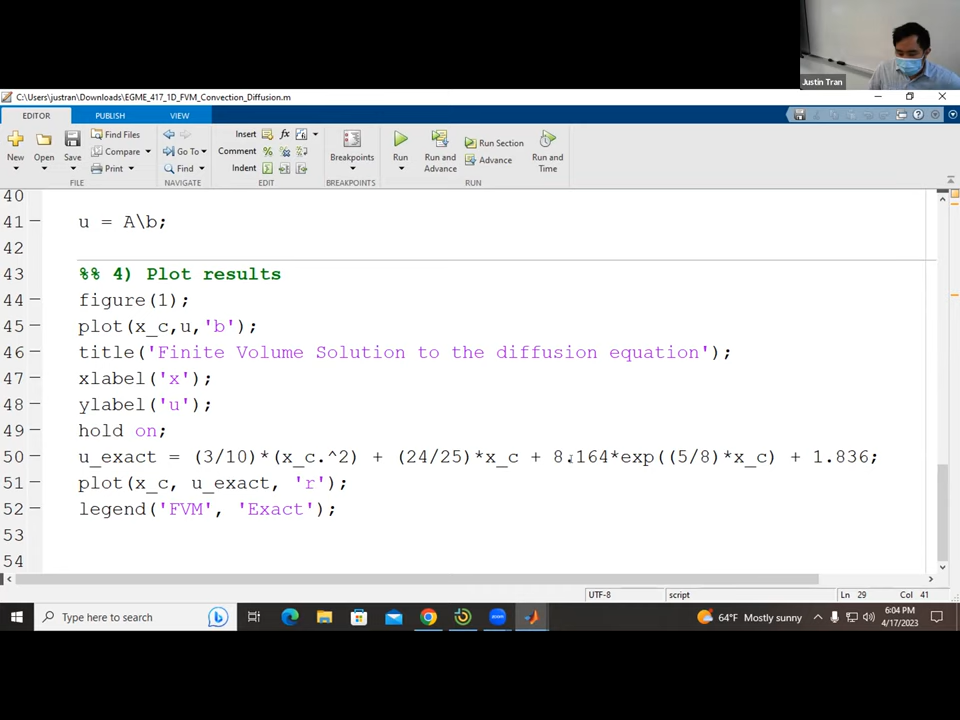 Justin Tran
C:\Users\justran\Downloads\EGME_417_1D_FVM_Convection_Diffusion.m
EDITOR PUBLISH VIEW
New Open Save Find Files Compare Print Go To Find Insert fx Comment % Indent Breakpoints Run Run and Advance Run Section Advance Run and Time
FILE NAVIGATE EDIT BREAKPOINTS RUN
40
41 u = A\b;
42
43 %% 4) Plot results
44 figure(1);
45 plot(x_c,u,'b');
46 title('Finite Volume Solution to the diffusion equation');
47 xlabel('x');
48 ylabel('u');
49 hold on;
50 u_exact = (3/10)*(x_c.^2) + (24/25)*x_c + 8.164*exp((5/8)*x_c) + 1.836;
51 plot(x_c, u_exact, 'r');
52 legend('FVM', 'Exact');
53
54
UTF-8 script Ln 29 Col 41
Type here to search 64°F Mostly sunny 6:04 PM
4/17/2023